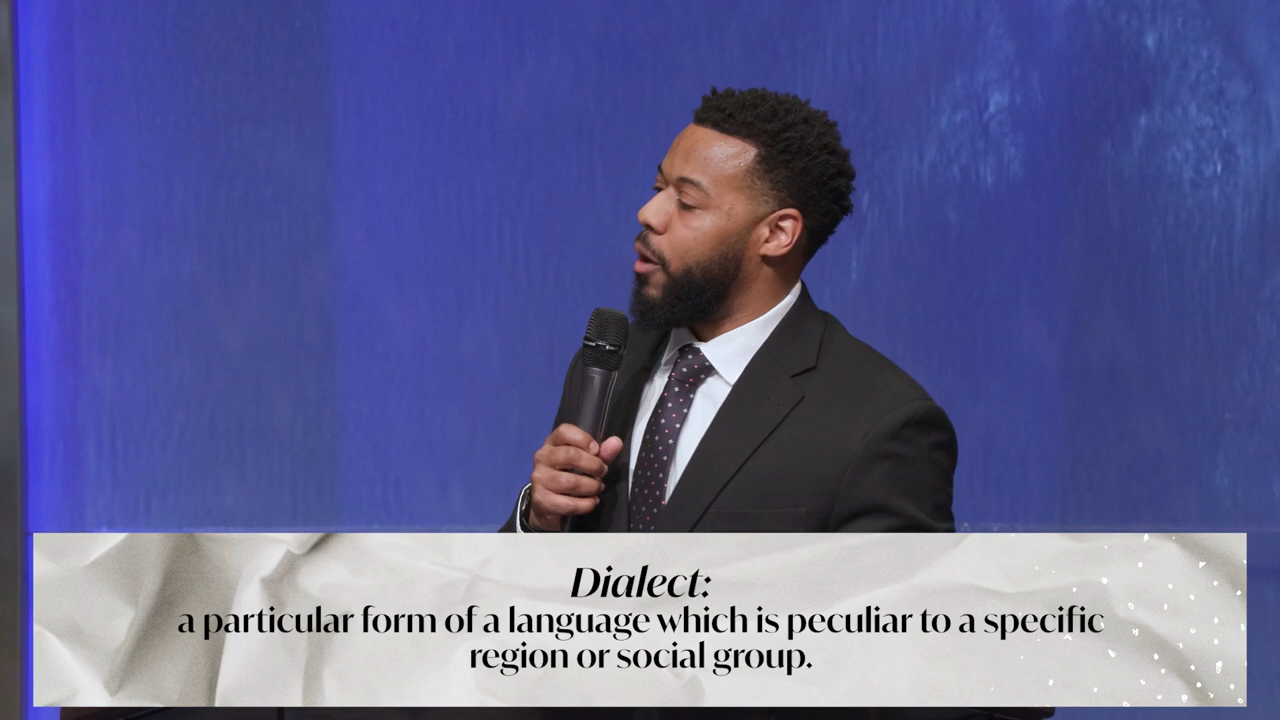 Dialect:
a particular form of a language which is peculiar to a specific
region or social group.